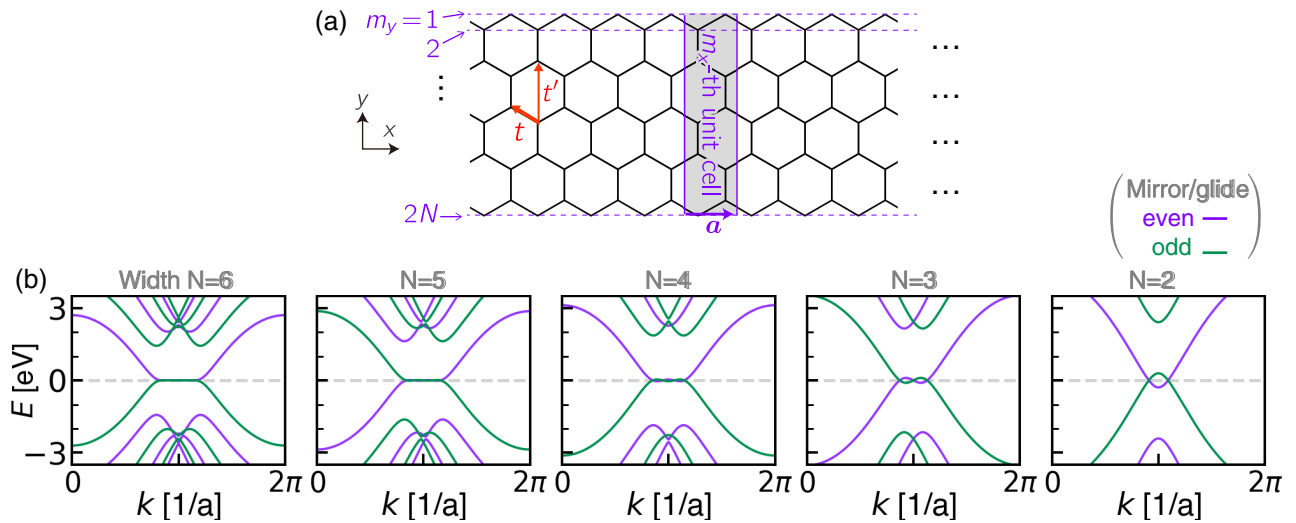 (a)
m_y = 1
2
⋮
2N
t
t′
m_x-th unit cell
a
y
x
...
...
...
...
(Mirror/glide)
even
odd
(b)
Width N=6
N=5
N=4
N=3
N=2
E [eV]
3
0
−3
0
2π
0
2π
0
2π
0
2π
0
2π
k [1/a]
k [1/a]
k [1/a]
k [1/a]
k [1/a]